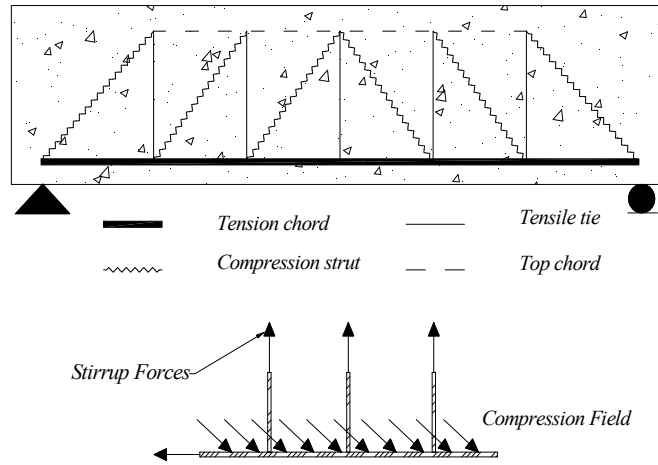 Tension chord
Tensile tie
Compression strut
Top chord
Stirrup Forces
Compression Field